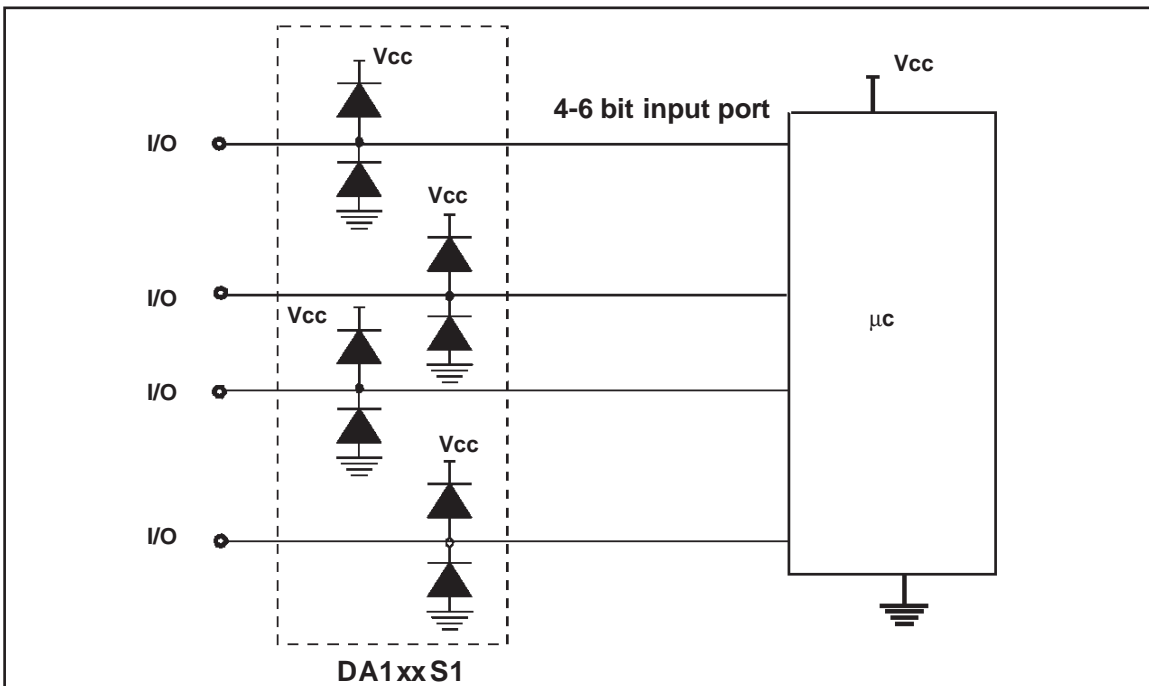 Vcc
Vcc
4-6 bit input port
I/O
Vcc
I/O
Vcc
μc
I/O
Vcc
I/O
DA1xxS1